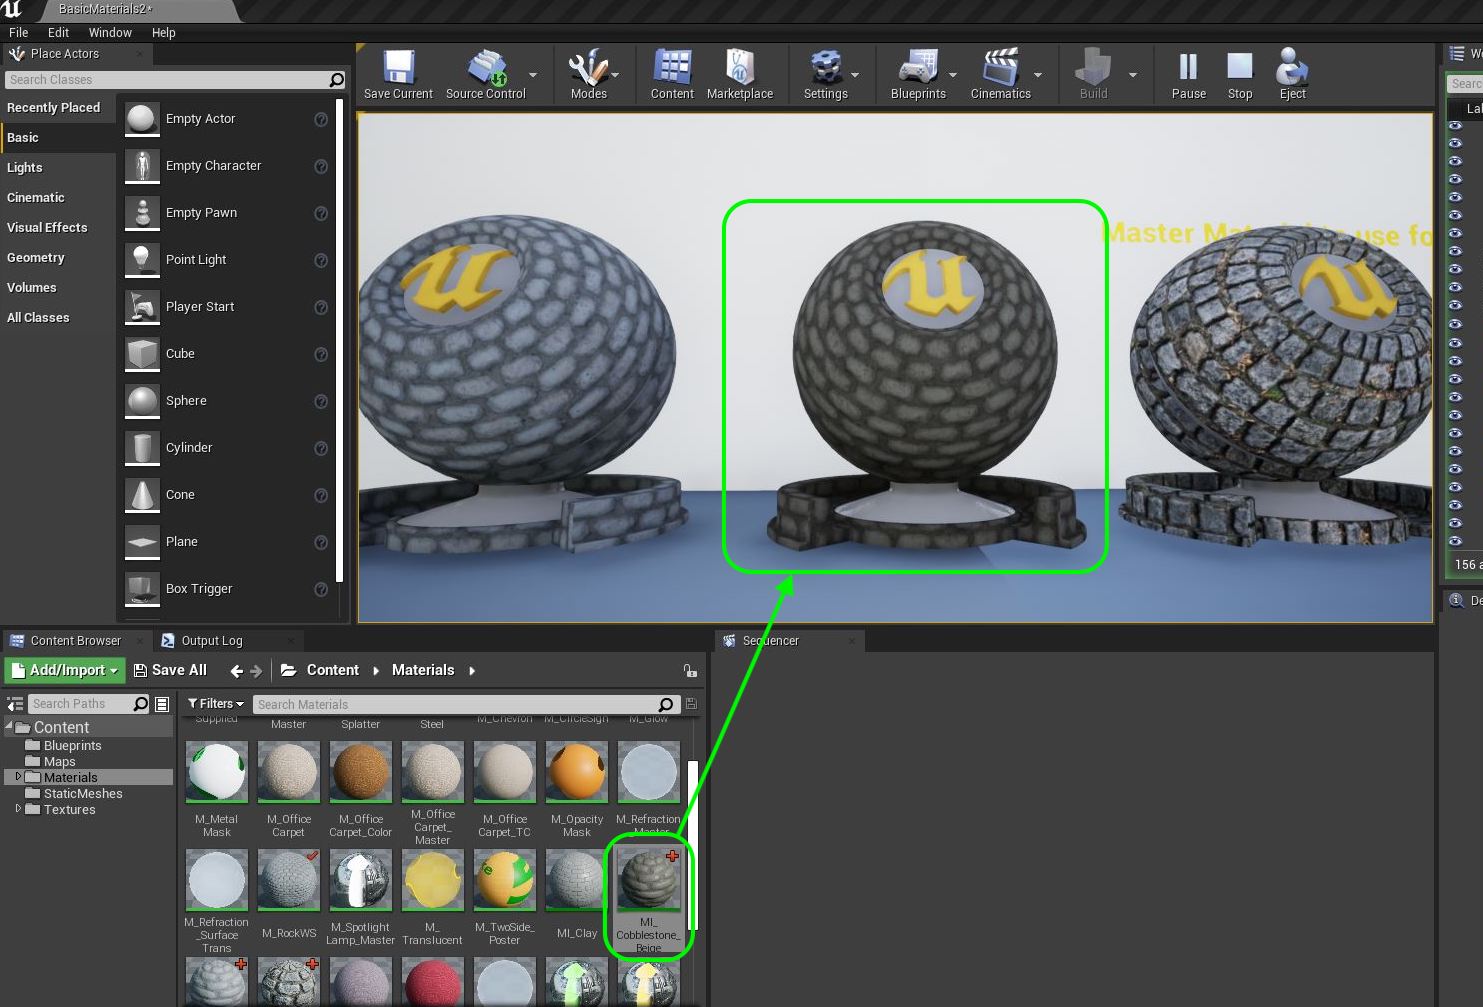 BasicMaterials2*
File Edit Window Help
Place Actors
Search Classes
Recently Placed
Basic
Lights
Cinematic
Visual Effects
Geometry
Volumes
All Classes
Empty Actor
Empty Character
Empty Pawn
Point Light
Player Start
Cube
Sphere
Cylinder
Cone
Plane
Box Trigger
Save Current
Source Control
Modes
Content
Marketplace
Settings
Blueprints
Cinematics
Build
Pause
Stop
Eject
Master
use fo
Wo
Searc
Lal
156 a
De
Content Browser
Output Log
Sequencer
Add/Import
Save All
Content
Materials
Search Paths
Filters
Search Materials
Content
Blueprints
Maps
Materials
StaticMeshes
Textures
Supplied
Master
Splatter
Steel
M_Chevron
M_CircleSign
M_Glow
M_Metal
Mask
M_Office
Carpet
M_Office
Carpet_Color
M_Office
Carpet_
Master
M_Office
Carpet_TC
M_Opacity
Mask
M_Refraction
_Master
M_Refraction
_Surface
Trans
M_RockWS
M_Spotlight
Lamp_Master
M_
Translucent
M_TwoSide_
Poster
MI_Clay
MI_
Cobblestone_
Beige